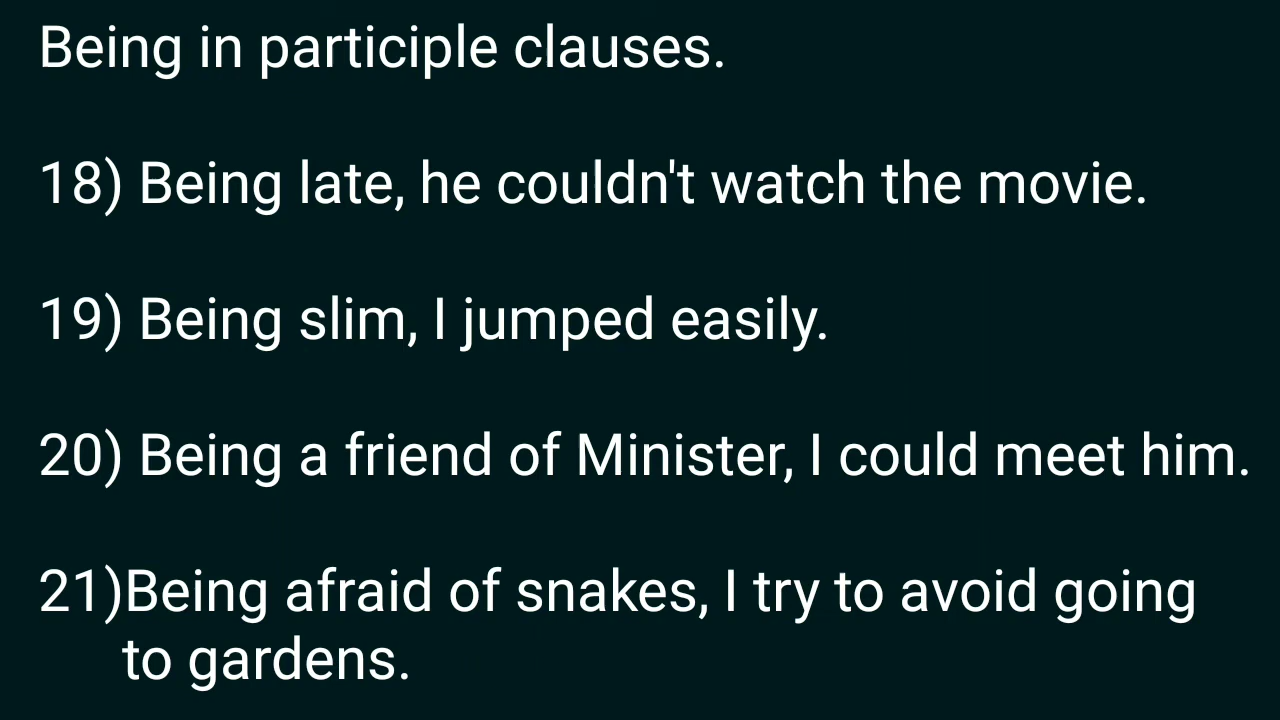 Being in participle clauses.
18) Being late, he couldn't watch the movie.
19) Being slim, I jumped easily.
20) Being a friend of Minister, I could meet him.
21)Being afraid of snakes, I try to avoid going
to gardens.